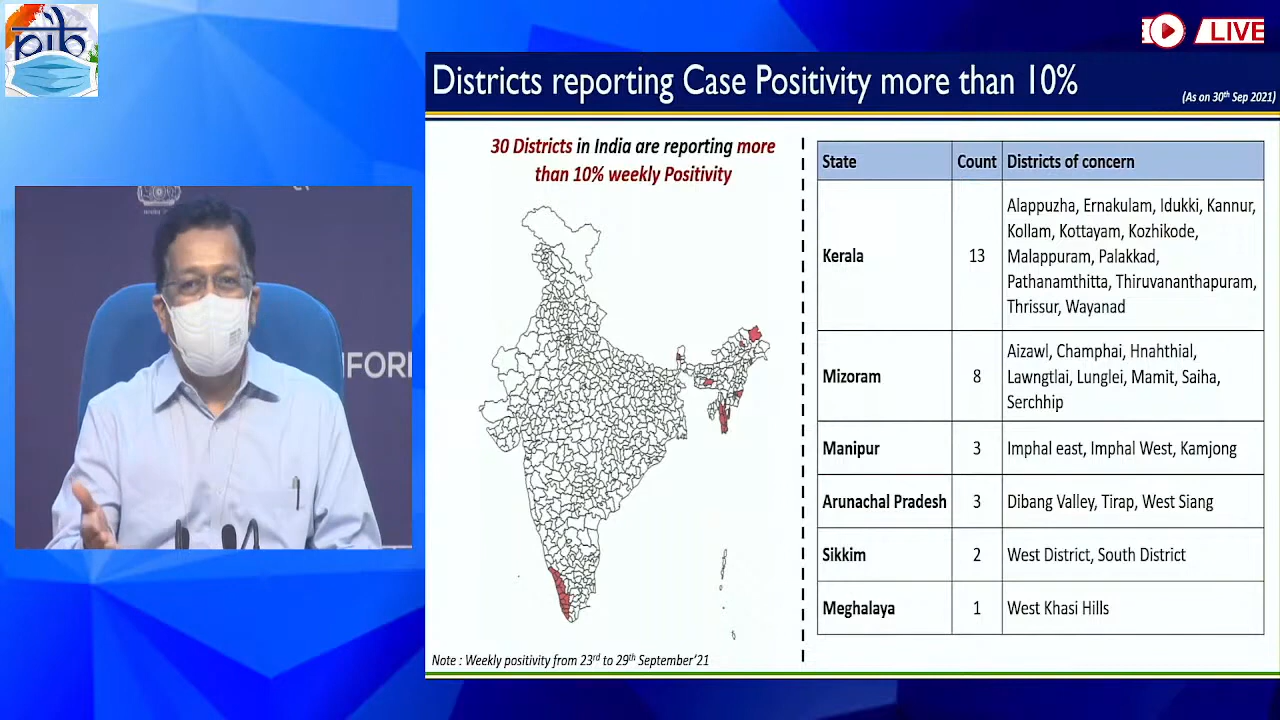 pib
LIVE
Districts reporting Case Positivity more than 10%
(As on 30th Sep 2021)
30 Districts in India are reporting more
than 10% weekly Positivity
State Count Districts of concern
Kerala 13 Alappuzha, Ernakulam, Idukki, Kannur,
Kollam, Kottayam, Kozhikode,
Malappuram, Palakkad,
Pathanamthitta, Thiruvananthapuram,
Thrissur, Wayanad
Mizoram 8 Aizawl, Champhai, Hnahthial,
Lawngtlai, Lunglei, Mamit, Saiha,
Serchhip
Manipur 3 Imphal east, Imphal West, Kamjong
Arunachal Pradesh 3 Dibang Valley, Tirap, West Siang
Sikkim 2 West District, South District
Meghalaya 1 West Khasi Hills
Note : Weekly positivity from 23rd to 29th September'21
INFOR